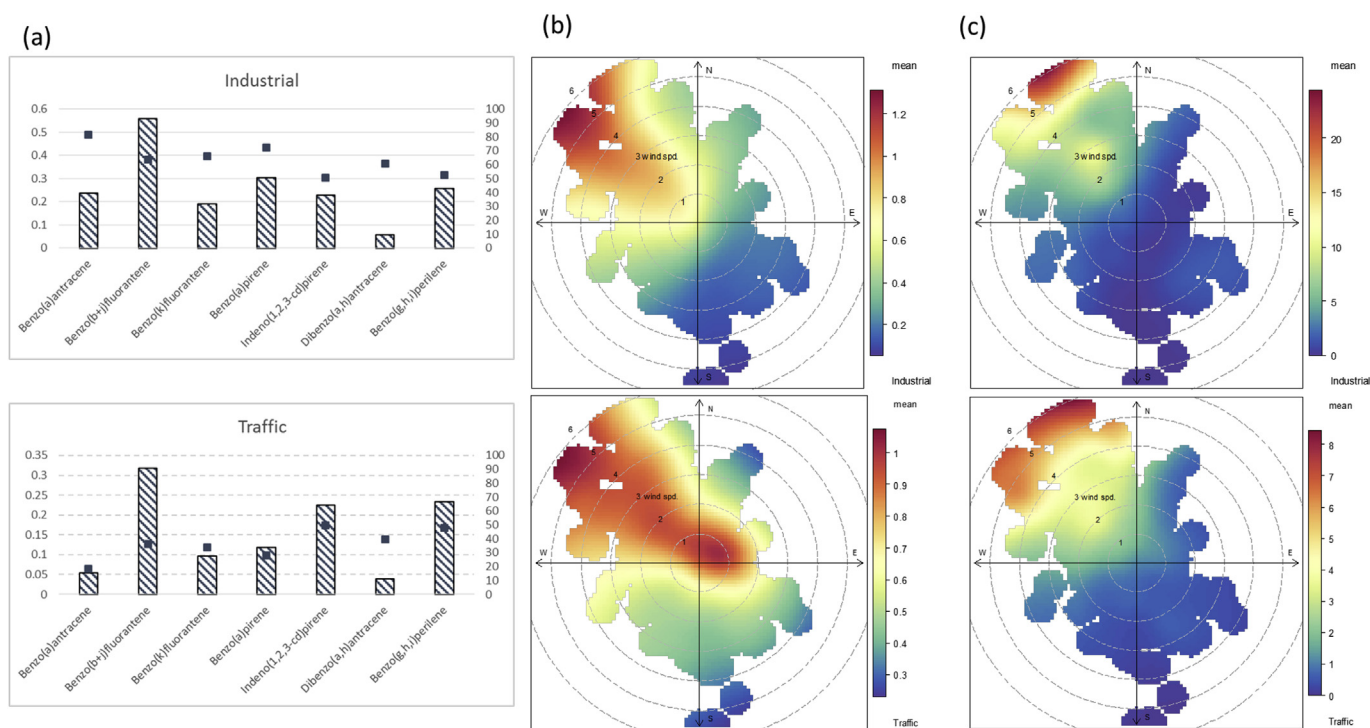 (a)
Industrial
0.6
0.5
0.4
0.3
0.2
0.1
0
100
90
80
70
60
50
40
30
20
10
0
Benzo(a)antracene
Benzo(b+j)fluorantene
Benzo(k)fluorantene
Benzo(a)pirene
Indeno(1,2,3-cd)pirene
Dibenzo(a,h)antracene
Benzo(g,h,i)perilene
Traffic
0.35
0.3
0.25
0.2
0.15
0.1
0.05
0
100
90
80
70
60
50
40
30
20
10
0
Benzo(a)antracene
Benzo(b+j)fluorantene
Benzo(k)fluorantene
Benzo(a)pirene
Indeno(1,2,3-cd)pirene
Dibenzo(a,h)antracene
Benzo(g,h,i)perilene
(b)
N
6
5
4
3 wind spd.
2
1
W
E
S
mean
1.2
1
0.8
0.6
0.4
0.2
Industrial
N
6
5
4
3 wind spd.
2
1
W
E
S
mean
1
0.9
0.8
0.7
0.6
0.5
0.4
0.3
Traffic
(c)
N
6
5
4
3 wind spd.
2
1
W
E
S
mean
20
15
10
5
0
Industrial
N
6
5
4
3 wind spd.
2
1
W
E
S
mean
8
7
6
5
4
3
2
1
0
Traffic